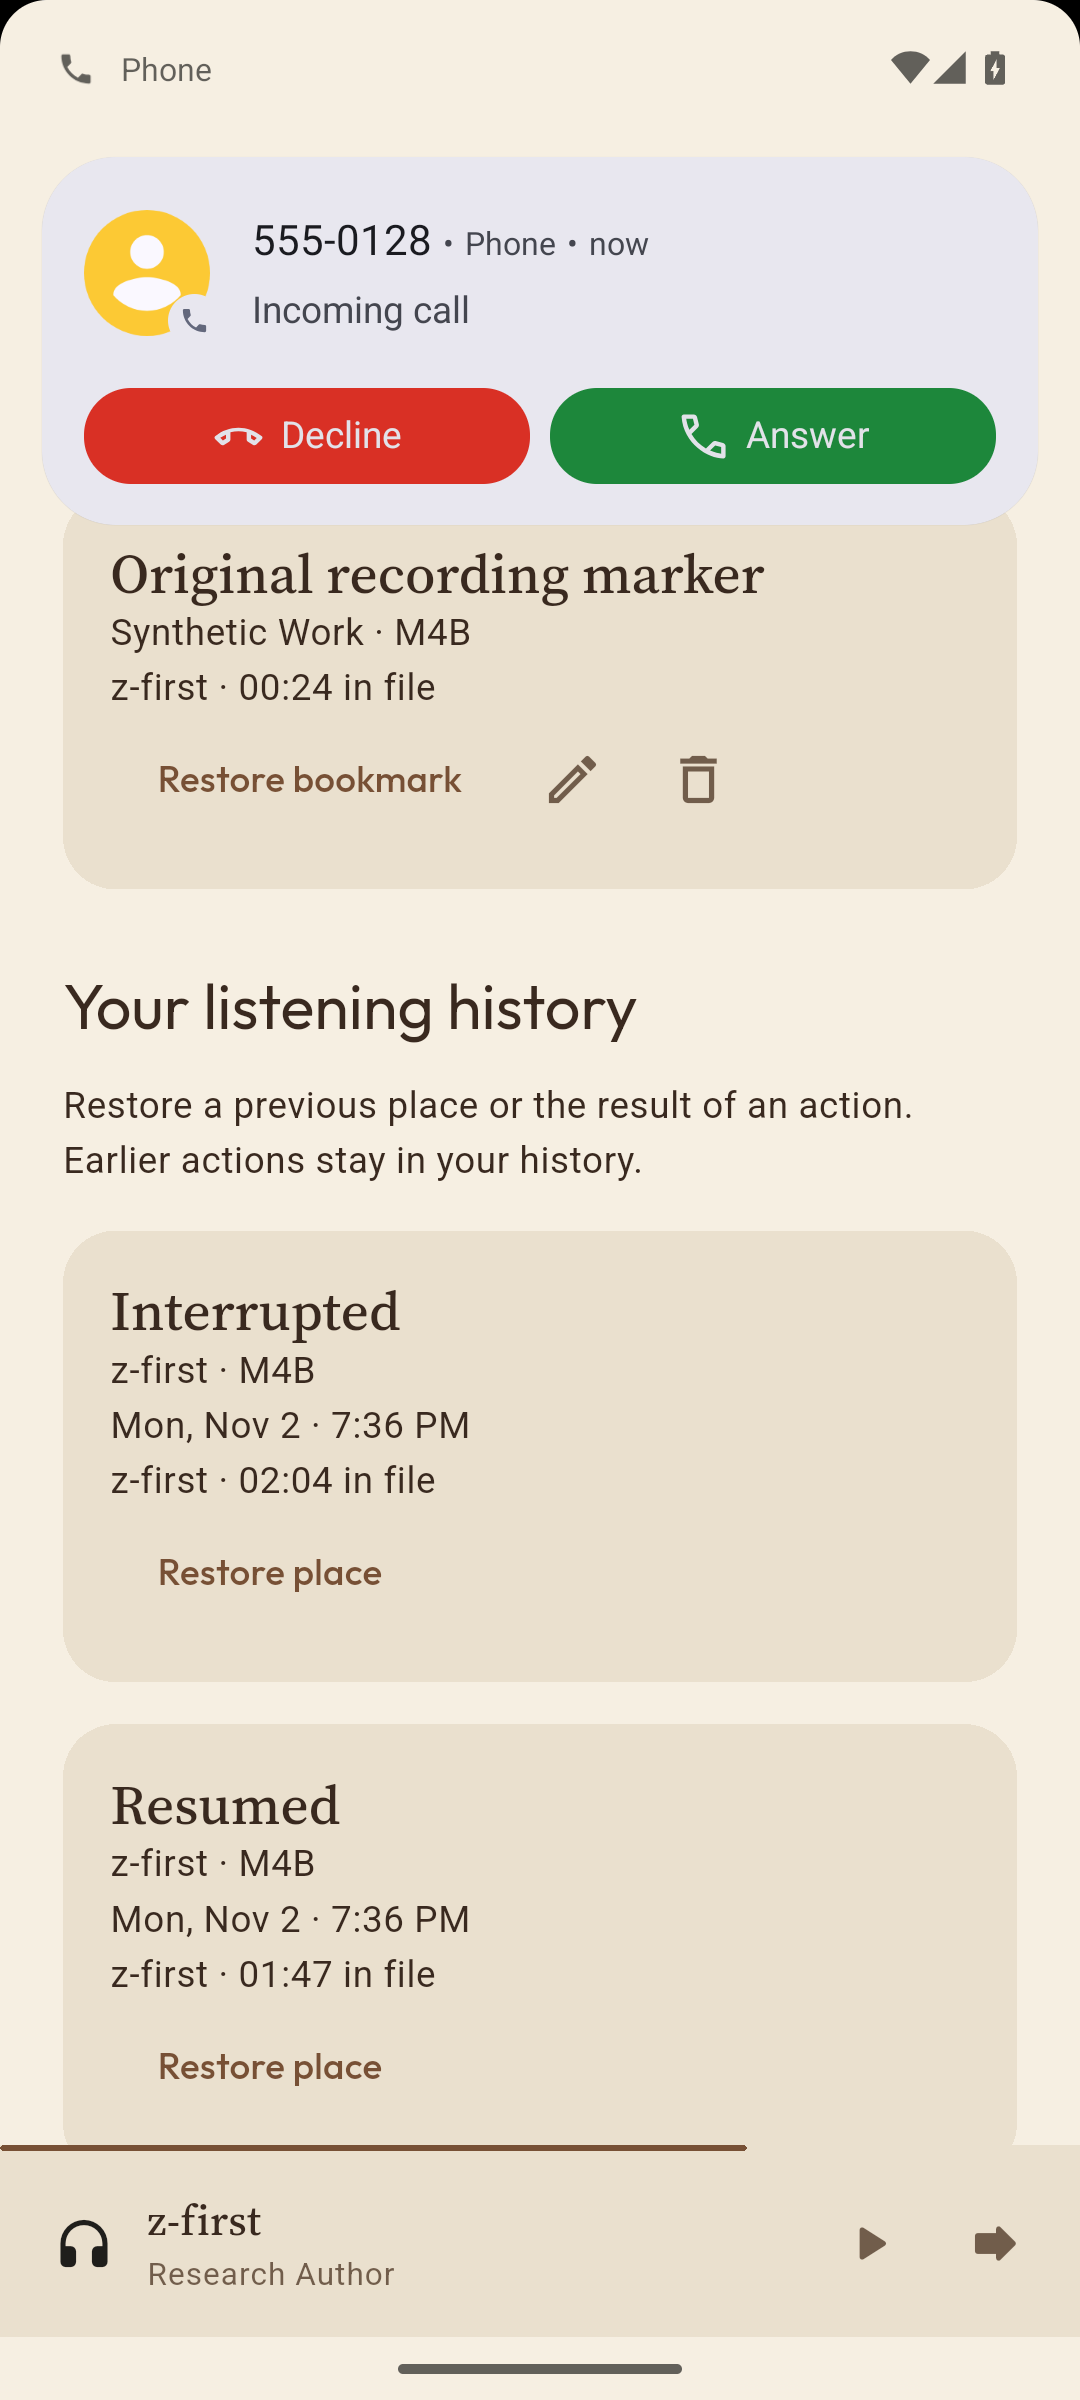 Phone
555-0128 • Phone • now
Incoming call
Decline
Answer
Original recording marker
Synthetic Work · M4B
z-first · 00:24 in file
Restore bookmark
Your listening history
Restore a previous place or the result of an action.
Earlier actions stay in your history.
Interrupted
z-first · M4B
Mon, Nov 2 · 7:36 PM
z-first · 02:04 in file
Restore place
Resumed
z-first · M4B
Mon, Nov 2 · 7:36 PM
z-first · 01:47 in file
Restore place
z-first
Research Author